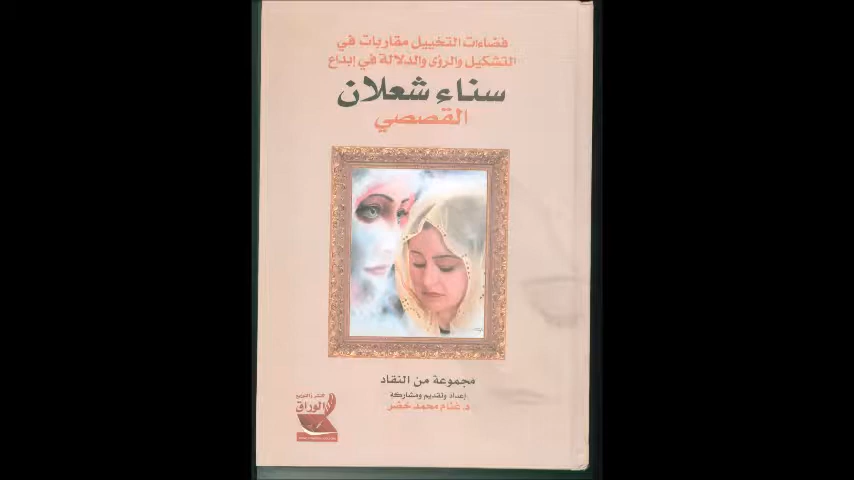 فضاءات التخييل مقاربات في
التشكيل والرؤى والدلالة في إبداع
سناء شعلان
القصصي
مجموعة من النقاد
إعداد وتقديم ومشاركة
د. غنام محمد خضر
الوراق